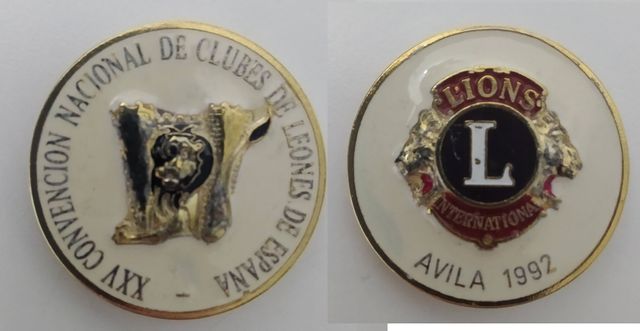 XXV CONVENCION NACIONAL DE CLUBES DE LEONES DE ESPAÑA -
LIONS
L
INTERNATIONAL
AVILA 1992